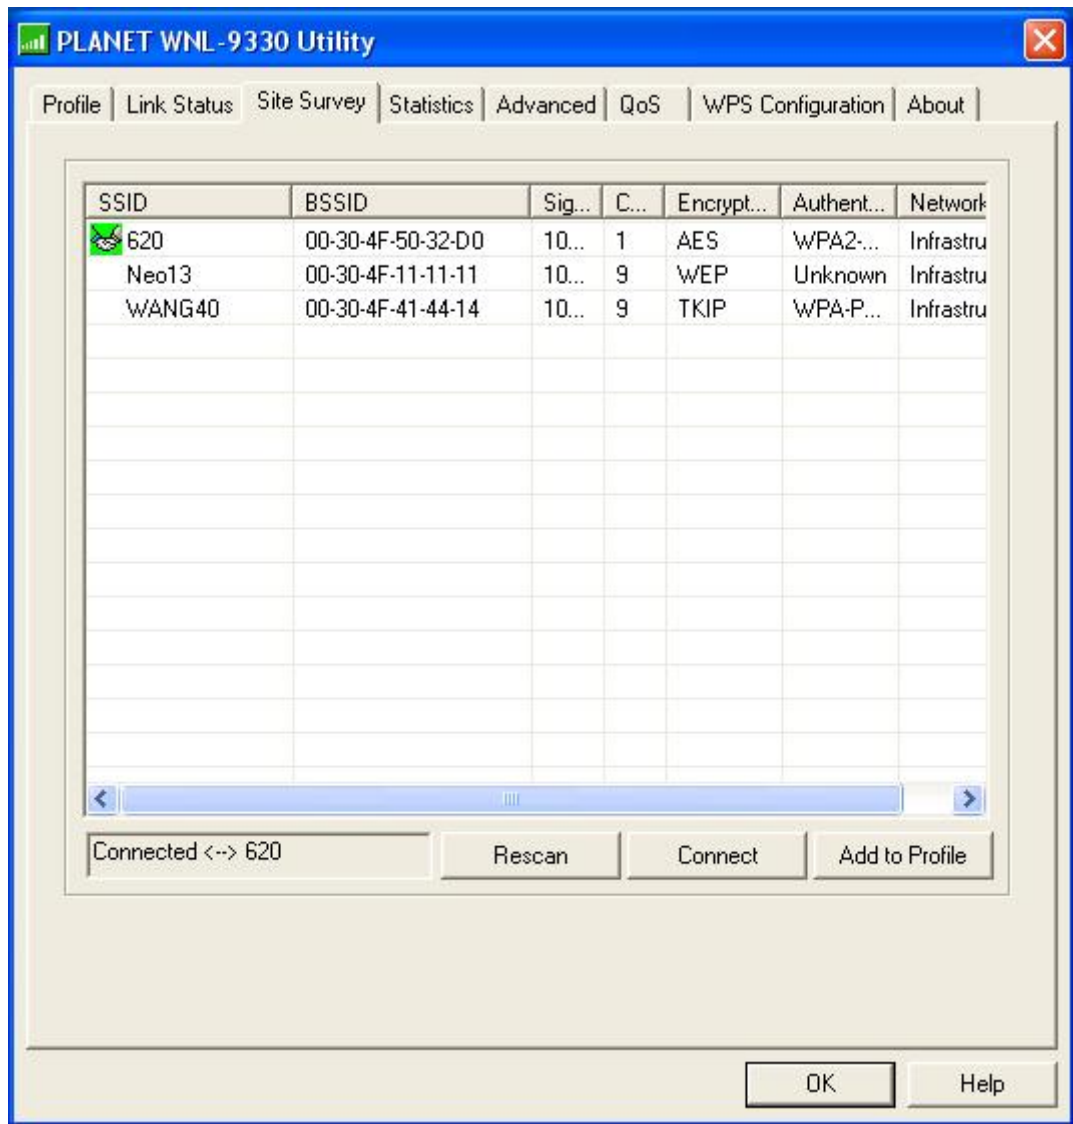 PLANET WNL-9330 Utility
Profile Link Status Site Survey Statistics Advanced QoS WPS Configuration About
SSID BSSID Sig... C... Encrypt... Authent... Network
620 00-30-4F-50-32-D0 10... 1 AES WPA2-... Infrastru
Neo13 00-30-4F-11-11-11 10... 9 WEP Unknown Infrastru
WANG40 00-30-4F-41-44-14 10... 9 TKIP WPA-P... Infrastru
Connected <--> 620 Rescan Connect Add to Profile
OK Help